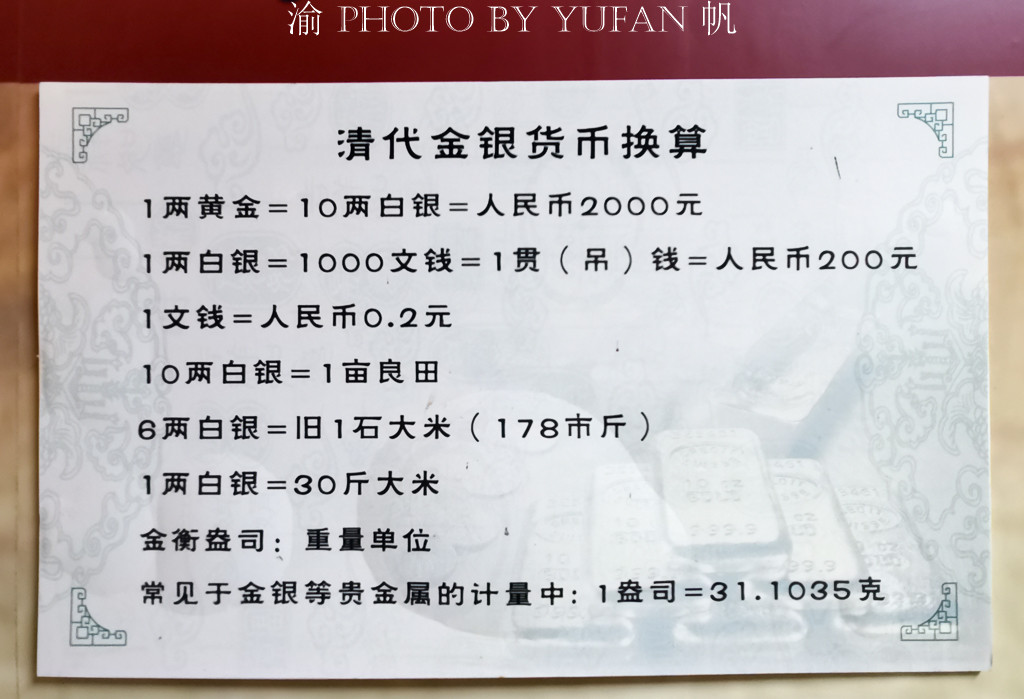 渝 PHOTO BY YUFAN 帆
清代金银货币换算
1两黄金=10两白银=人民币2000元
1两白银=1000文钱=1贯（吊）钱=人民币200元
1文钱=人民币0.2元
10两白银=1亩良田
6两白银=旧1石大米（178市斤）
1两白银=30斤大米
金衡盎司：重量单位
常见于金银等贵金属的计量中：1盎司=31.1035克